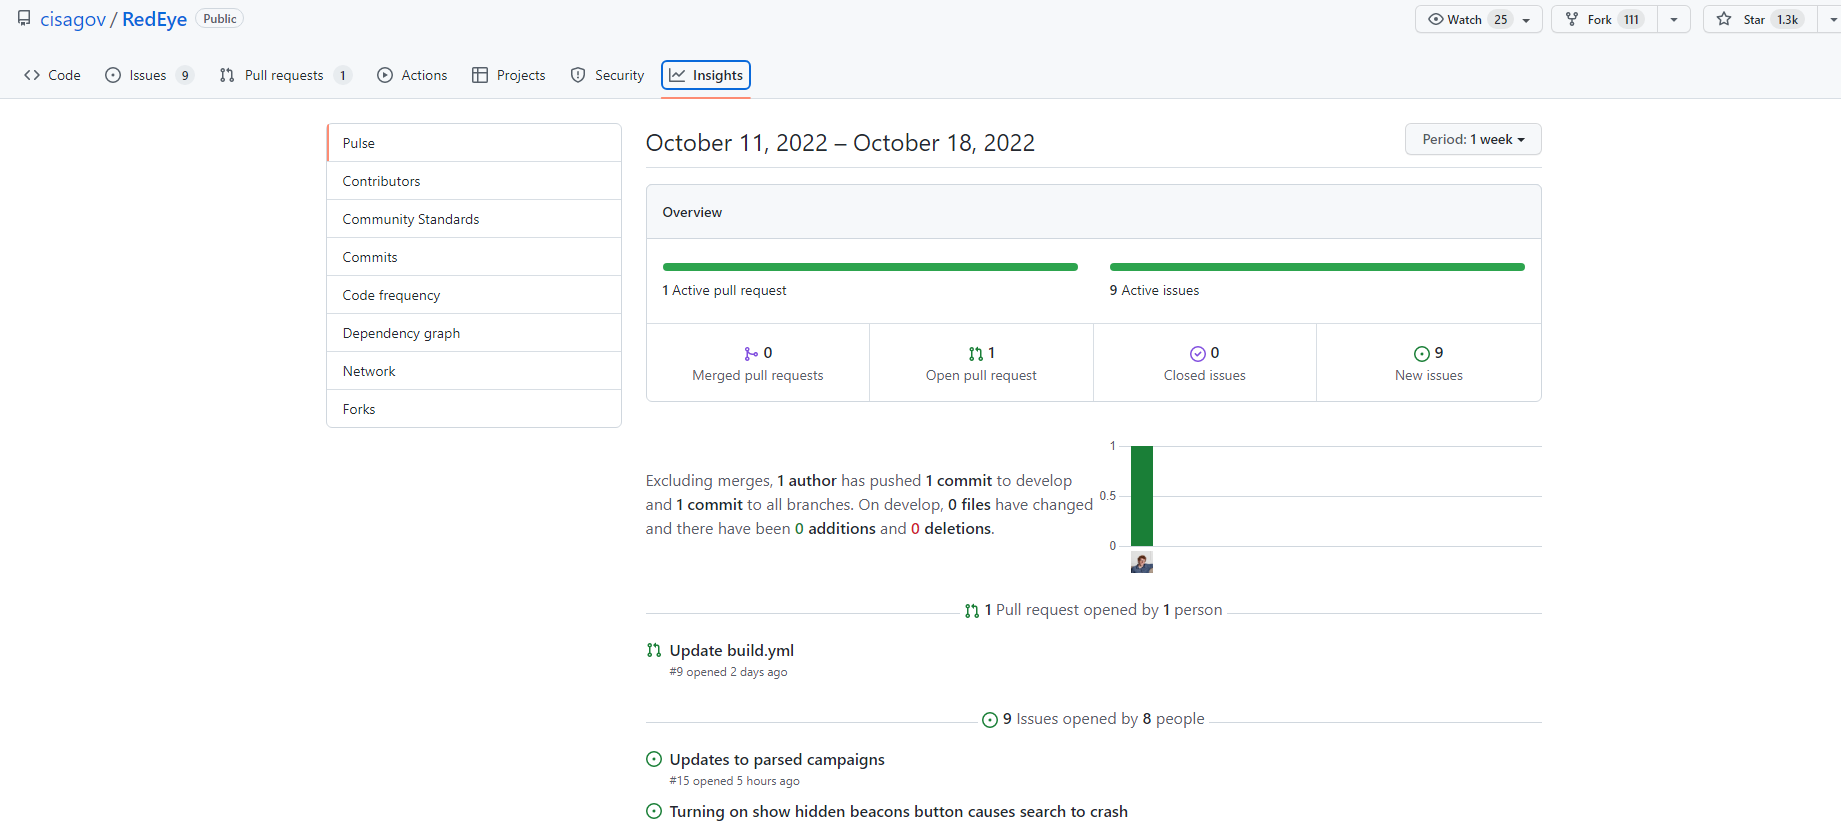 cisagov / RedEye Public
Watch 25 Fork 111 Star 1.3k
Code Issues 9 Pull requests 1 Actions Projects Security Insights
Pulse
Contributors
Community Standards
Commits
Code frequency
Dependency graph
Network
Forks
October 11, 2022 – October 18, 2022
Period: 1 week
Overview
1 Active pull request
9 Active issues
0
Merged pull requests
1
Open pull request
0
Closed issues
9
New issues
Excluding merges, 1 author has pushed 1 commit to develop
and 1 commit to all branches. On develop, 0 files have changed
and there have been 0 additions and 0 deletions.
1
0.5
0
1 Pull request opened by 1 person
Update build.yml
#9 opened 2 days ago
9 Issues opened by 8 people
Updates to parsed campaigns
#15 opened 5 hours ago
Turning on show hidden beacons button causes search to crash